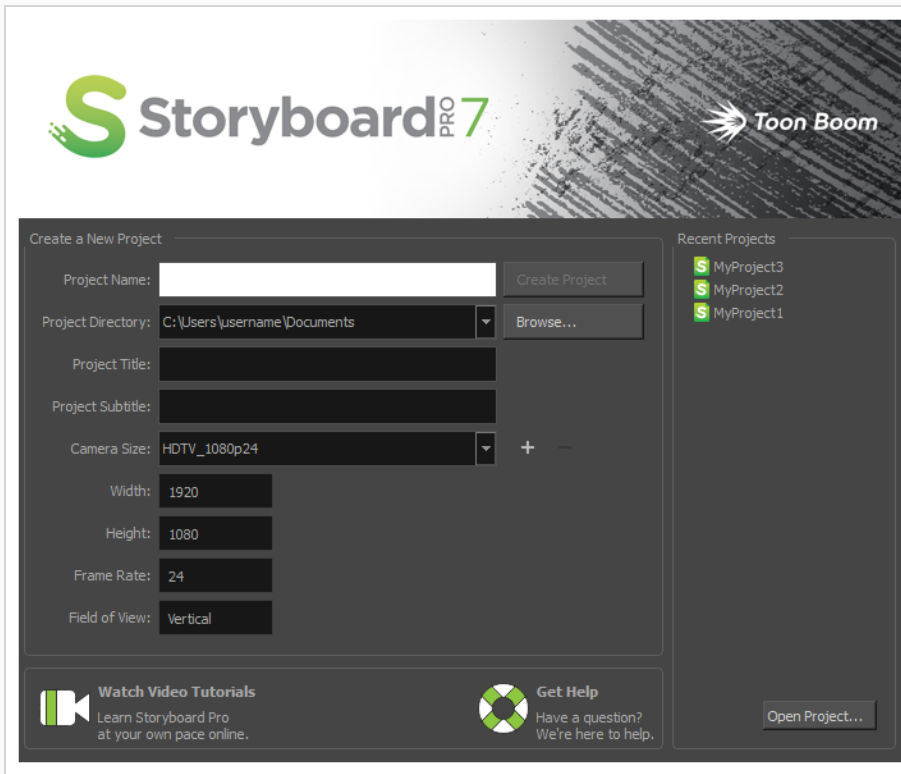 Storyboard PRO 7
Toon Boom
Create a New Project
Project Name:
Create Project
Project Directory: C:\Users\username\Documents
Browse...
Project Title:
Project Subtitle:
Camera Size: HDTV_1080p24
Width: 1920
Height: 1080
Frame Rate: 24
Field of View: Vertical
Watch Video Tutorials
Learn Storyboard Pro
at your own pace online.
Get Help
Have a question?
We're here to help.
Recent Projects
MyProject3
MyProject2
MyProject1
Open Project...